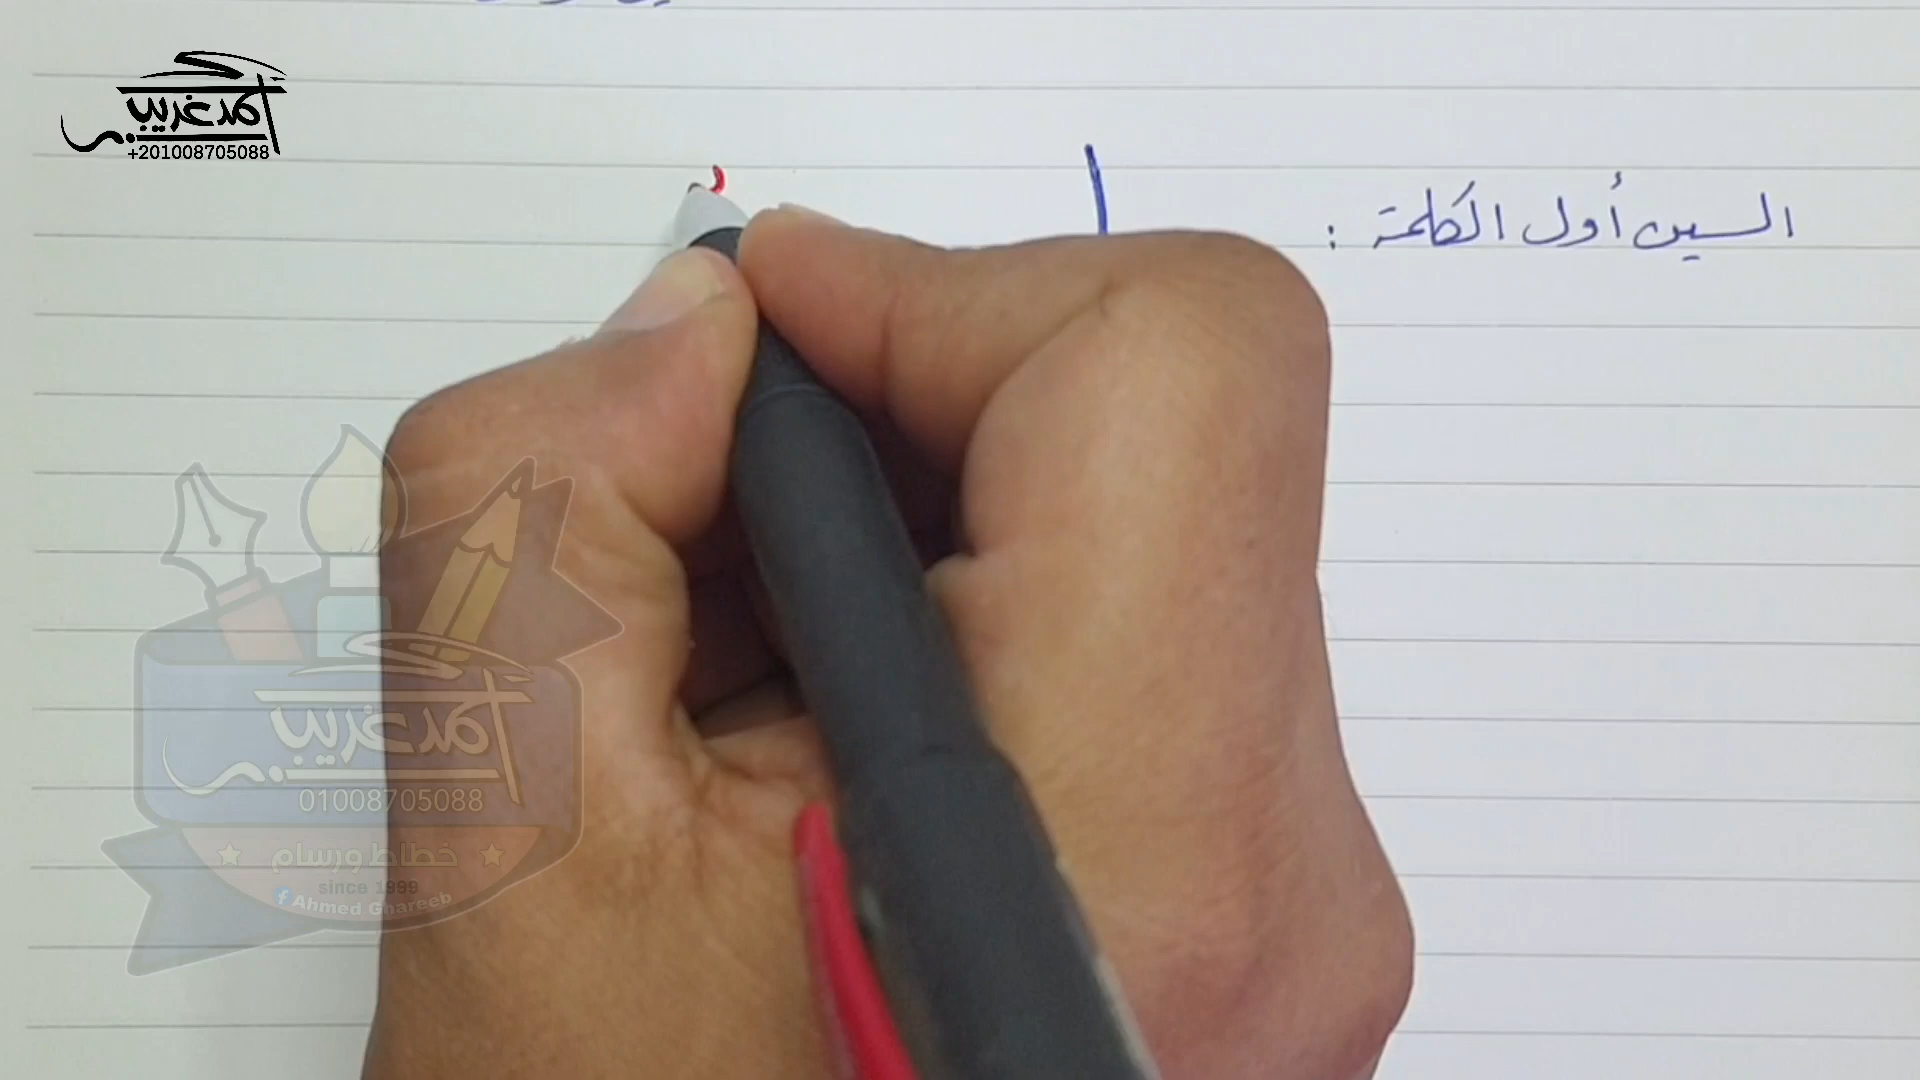 أحمد غريب
+201008705088
السين أول الكلمة :
أحمد غريب
01008705088
خطاط ورسام
since 1999
Ahmed Ghareeb